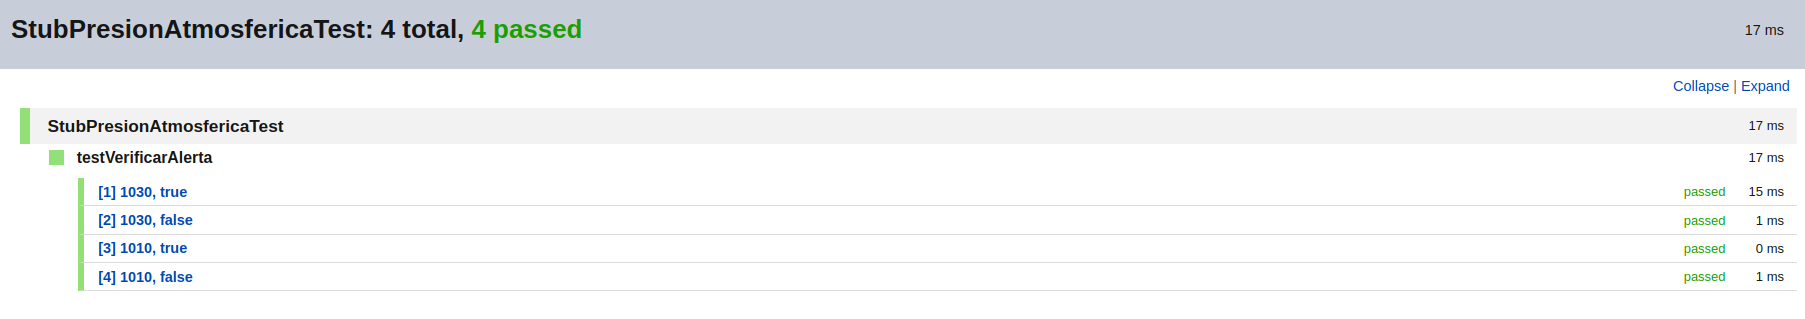 StubPresionAtmosfericaTest: 4 total, 4 passed 17 ms
Collapse | Expand
StubPresionAtmosfericaTest 17 ms
testVerificarAlerta 17 ms
[1] 1030, true passed 15 ms
[2] 1030, false passed 1 ms
[3] 1010, true passed 0 ms
[4] 1010, false passed 1 ms